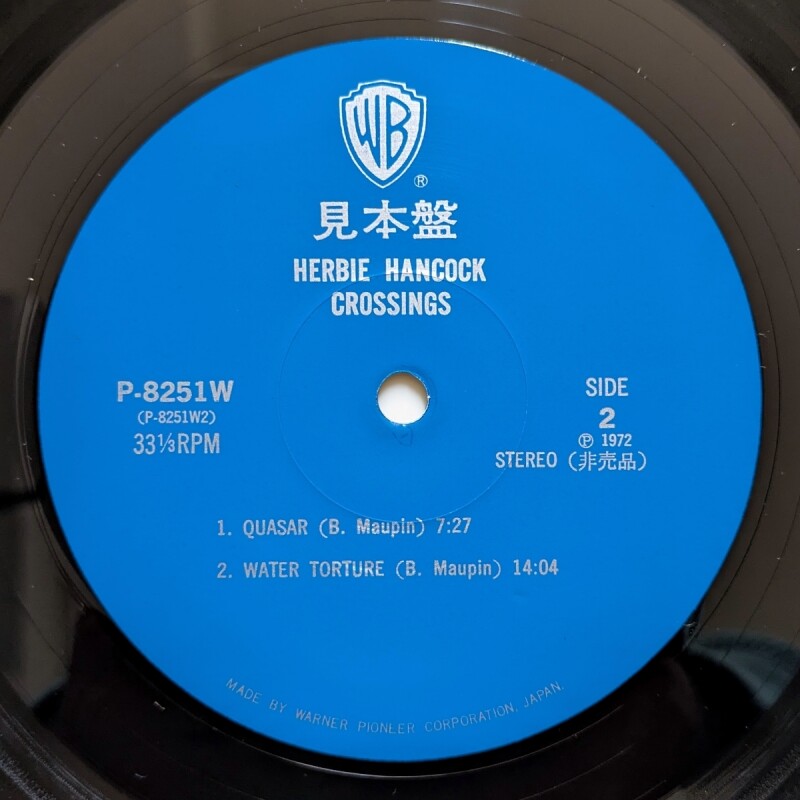 WB
®
見本盤
HERBIE HANCOCK
CROSSINGS
P-8251W
(P-8251W2)
33⅓RPM
SIDE
2
Ⓟ 1972
STEREO (非売品)
1. QUASAR (B. Maupin) 7:27
2. WATER TORTURE (B. Maupin) 14:04
MADE BY WARNER PIONEER CORPORATION, JAPAN.